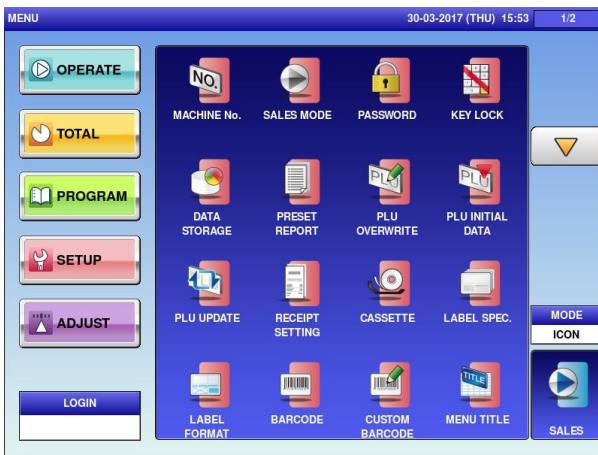 MENU
30-03-2017 (THU) 15:53
1/2
OPERATE
TOTAL
PROGRAM
SETUP
ADJUST
LOGIN
NO.
MACHINE No.
SALES MODE
PASSWORD
KEY LOCK
DATA
STORAGE
PRESET
REPORT
PLU
PLU
OVERWRITE
PLU
PLU INITIAL
DATA
PLU UPDATE
RECEIPT
SETTING
CASSETTE
LABEL SPEC.
LABEL
FORMAT
BARCODE
CUSTOM
BARCODE
TITLE
MENU TITLE
MODE
ICON
SALES